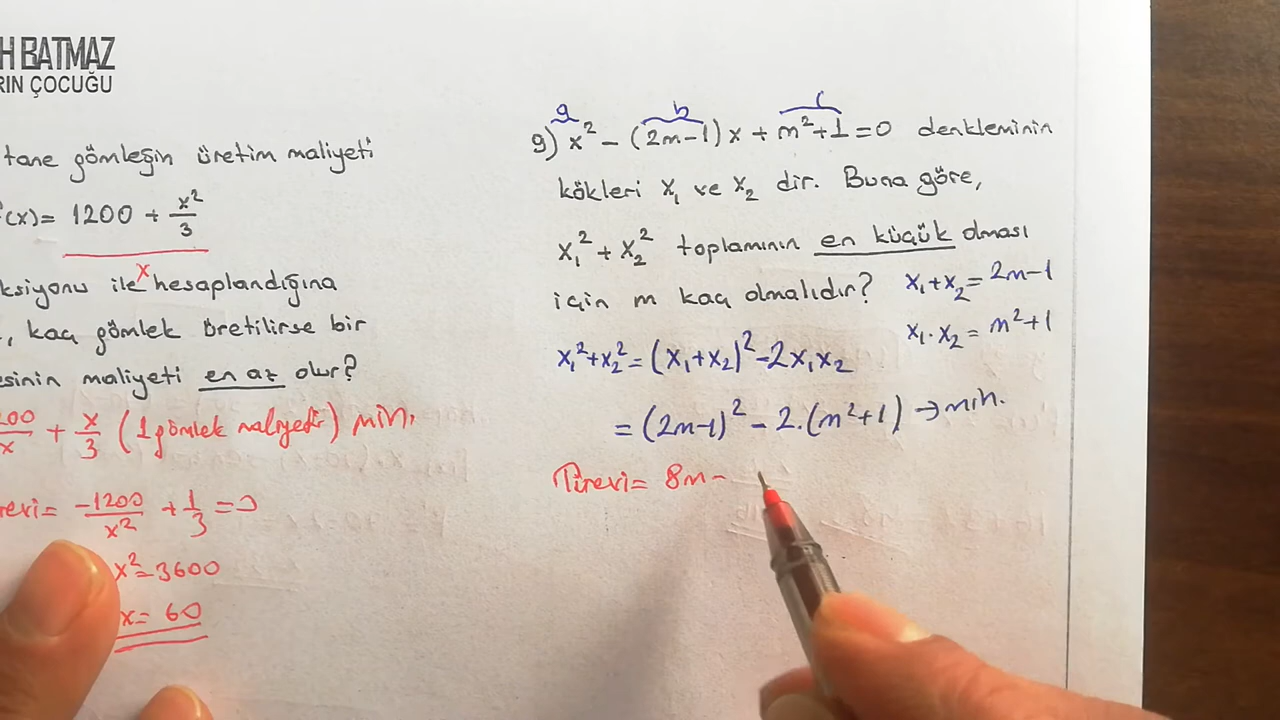 H BATMAZ
RIN ÇOCUĞU
tane gömleğin üretim maliyeti
(x)= 1200 + x²/3
ksiyonu ile hesaplandığına
x
, kaç gömlek üretilirse bir
esinin maliyeti en az olur?
200/x + x/3 (1 gömlek maliyeti) min.
revi= -1200/x² + 1/3 = 0
x²=3600
x= 60
a b c
9) x² - (2m-1)x + m²+1=0 denkleminin
kökleri x₁ ve x₂ dir. Buna göre,
x₁² + x₂² toplamının en küçük olması
için m kaç olmalıdır?
x₁+x₂= 2m-1
x₁.x₂= m²+1
x₁²+x₂²=(x₁+x₂)²-2x₁x₂
= (2m-1)² - 2.(m²+1) → min.
Türevi= 8m-